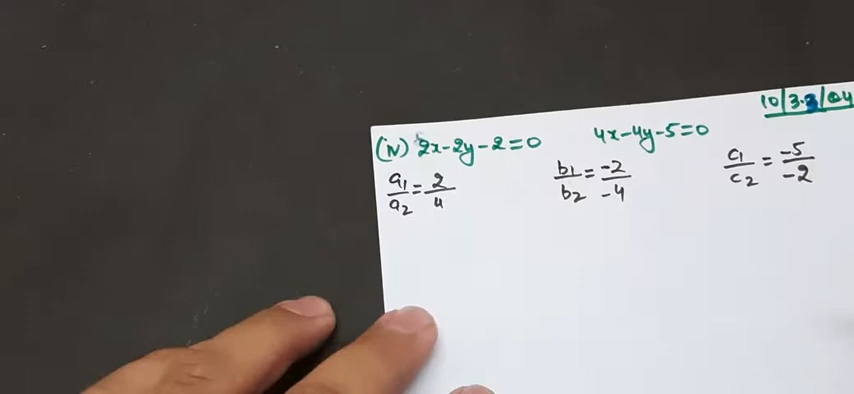 10/3.3/Q4
(iv) 2x-2y-2=0 4x-4y-5=0
a1/a2 = 2/4 b1/b2 = -2/-4 c1/c2 = -5/-2